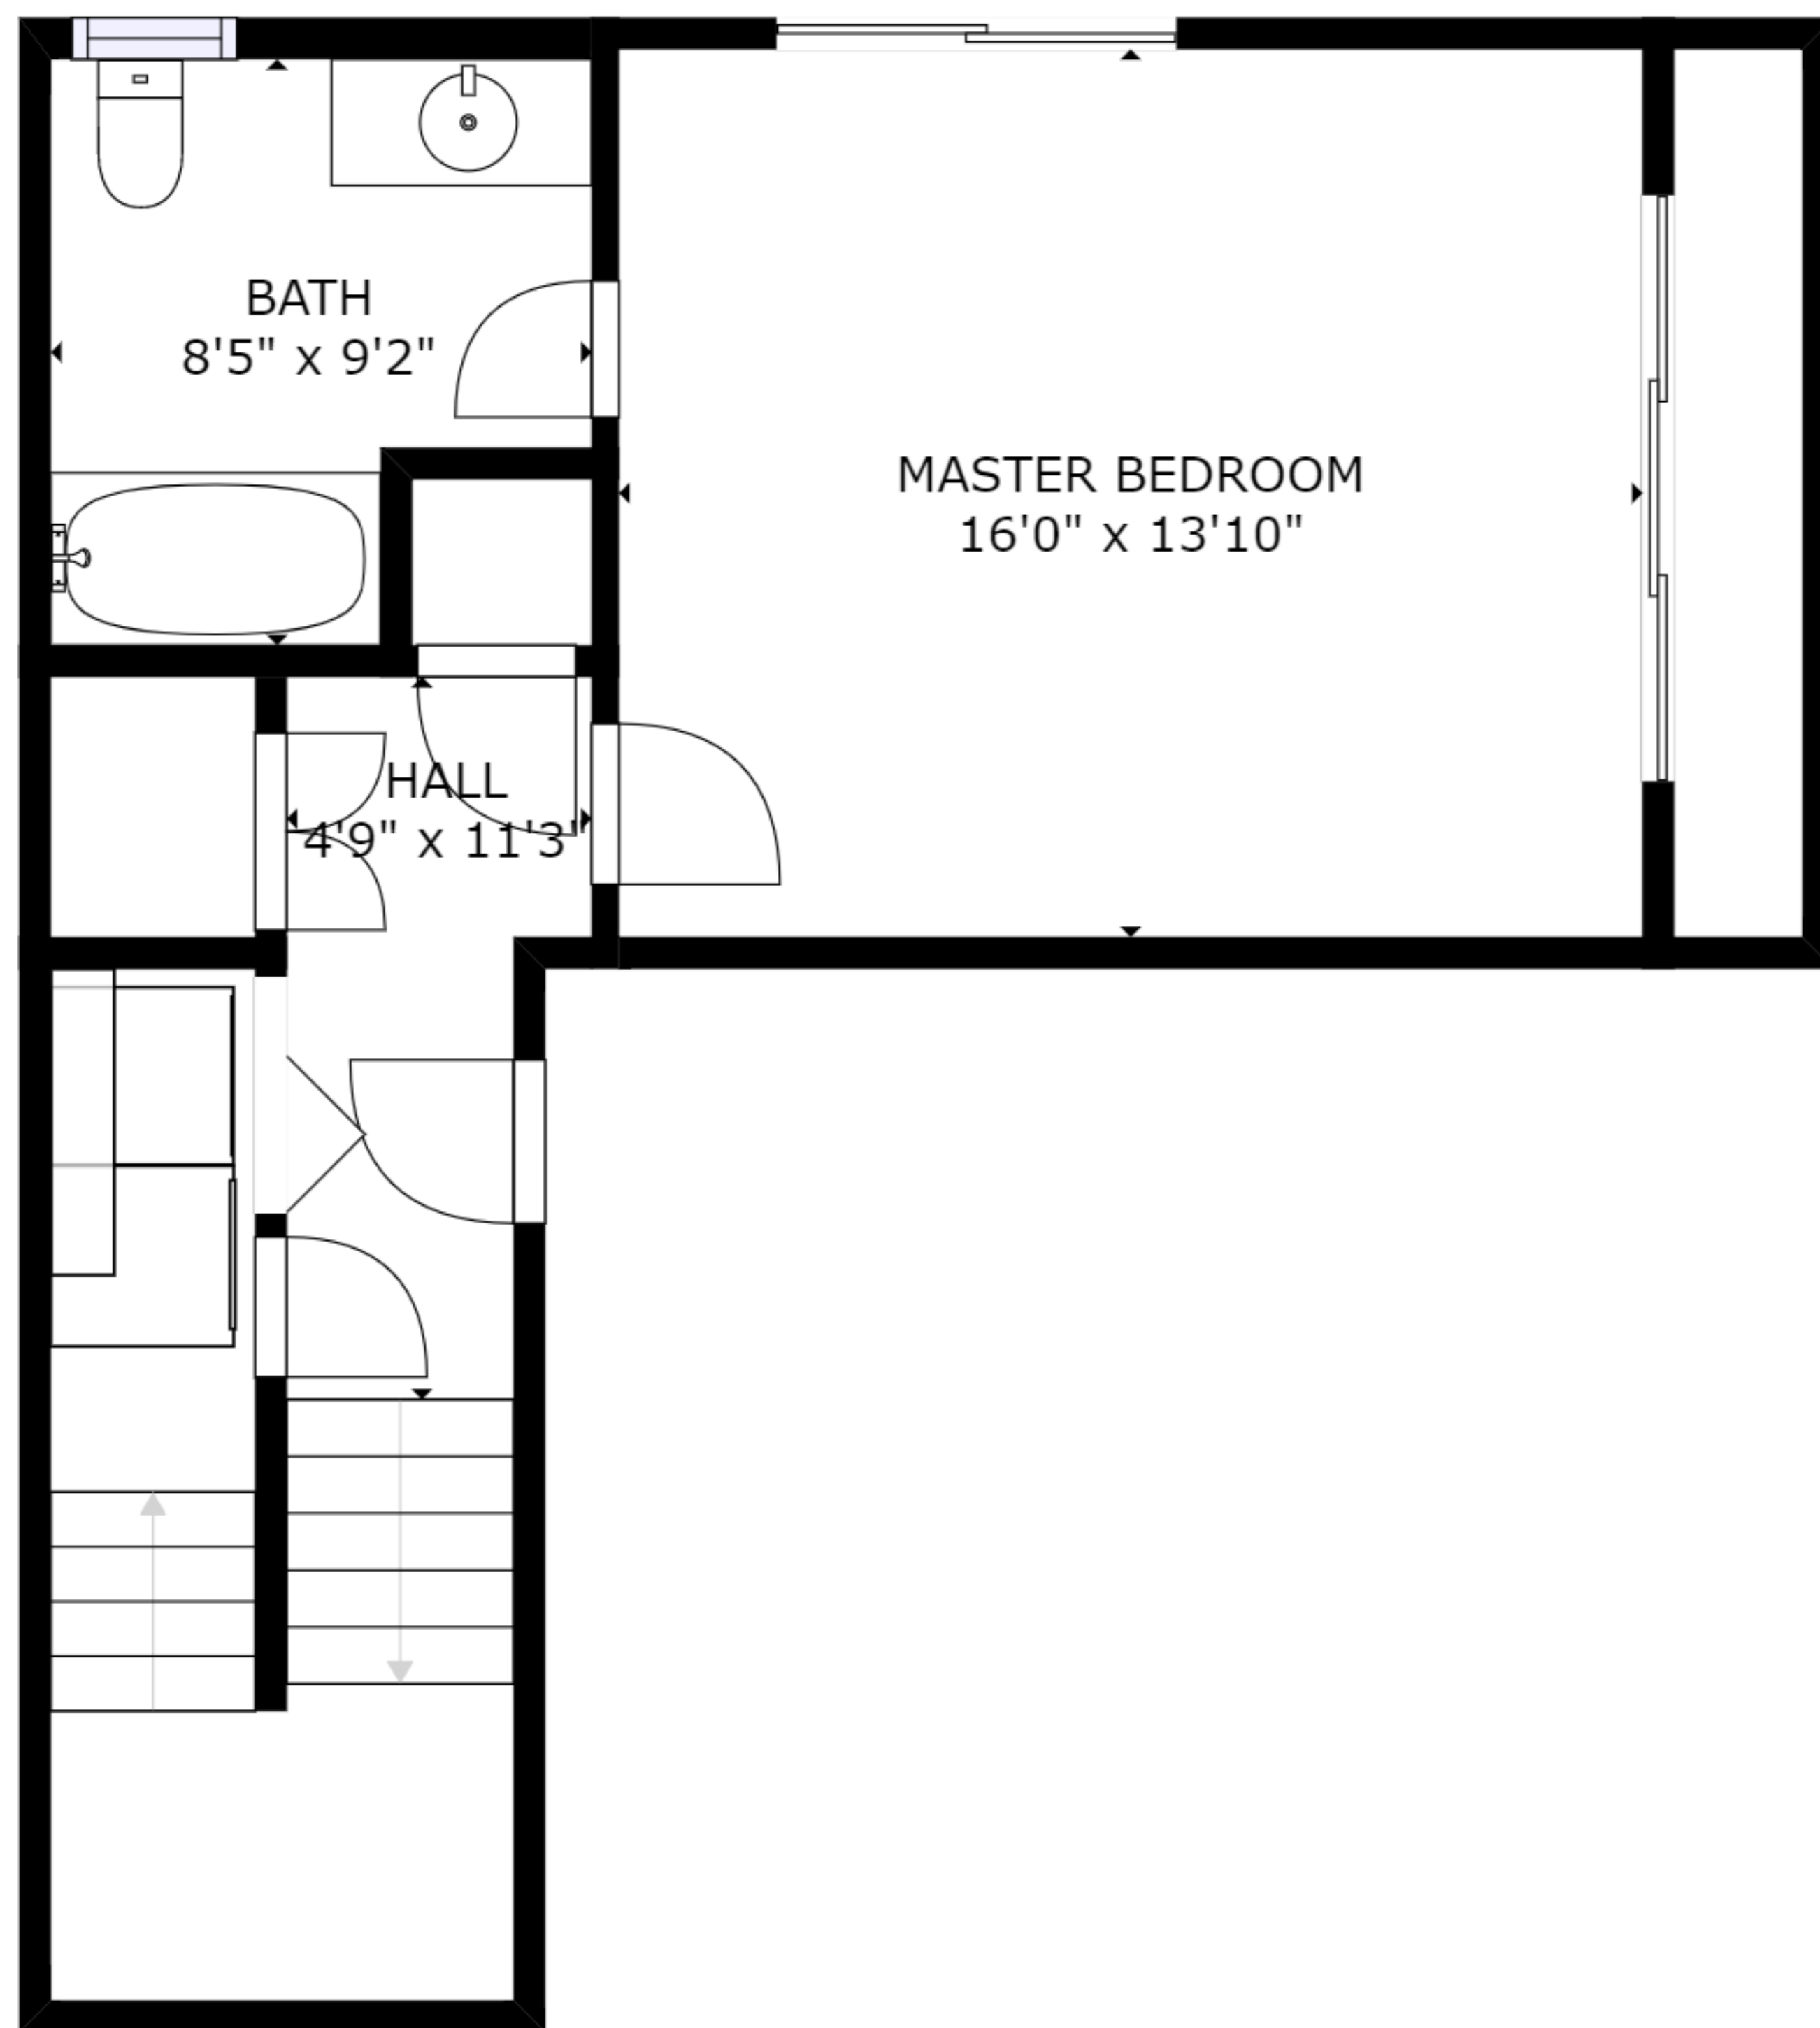 BATH
8'5" x 9'2"
MASTER BEDROOM
16'0" x 13'10"
HALL
4'9" x 11'3"